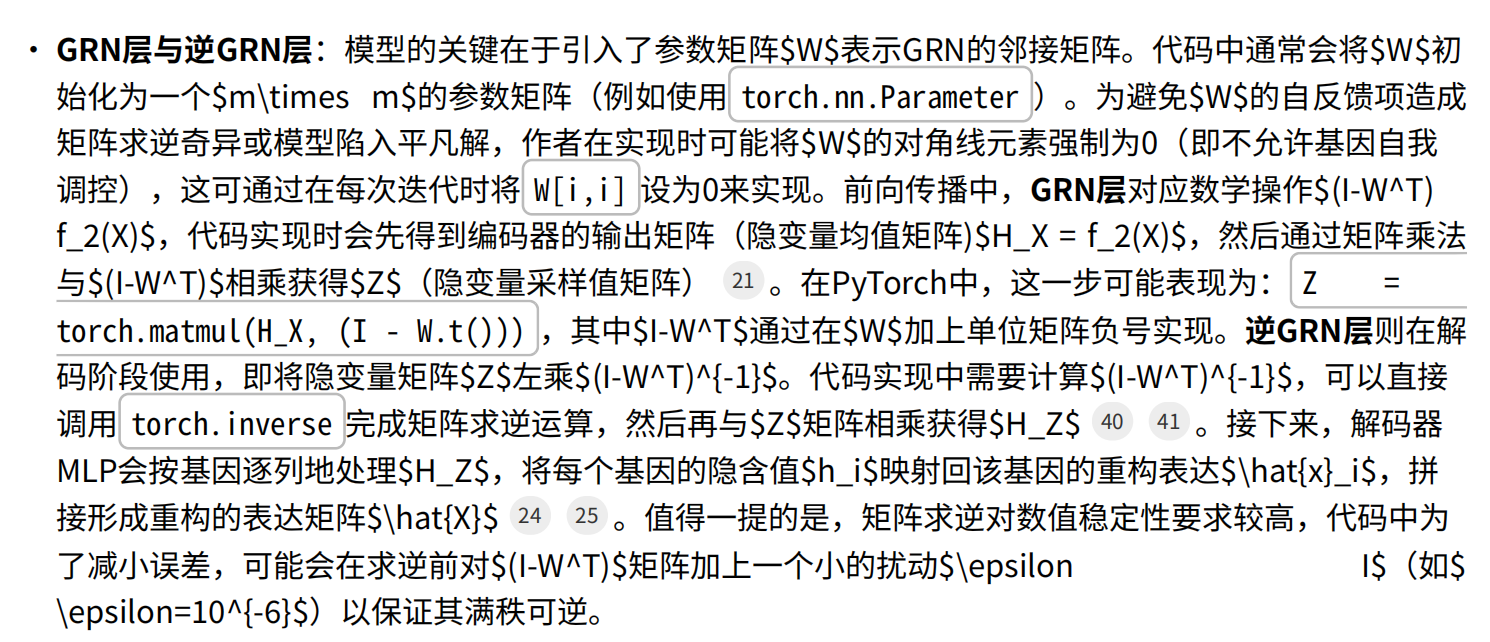 • GRN层与逆GRN层：模型的关键在于引入了参数矩阵$W$表示GRN的邻接矩阵。代码中通常会将$W$初
始化为一个$m\times m$的参数矩阵（例如使用 torch.nn.Parameter ）。为避免$W$的自反馈项造成
矩阵求逆奇异或模型陷入平凡解，作者在实现时可能将$W$的对角线元素强制为0（即不允许基因自我
调控），这可通过在每次迭代时将 W[i,i] 设为0来实现。前向传播中，GRN层对应数学操作$(I-W^T)
f_2(X)$，代码实现时会先得到编码器的输出矩阵（隐变量均值矩阵)$H_X = f_2(X)$，然后通过矩阵乘法
与$(I-W^T)$相乘获得$Z$（隐变量采样值矩阵） 21 。在PyTorch中，这一步可能表现为： Z =
torch.matmul(H_X, (I - W.t())) ，其中$I-W^T$通过在$W$加上单位矩阵负号实现。逆GRN层则在解
码阶段使用，即将隐变量矩阵$Z$左乘$(I-W^T)^{-1}$。代码实现中需要计算$(I-W^T)^{-1}$，可以直接
调用 torch.inverse 完成矩阵求逆运算，然后再与$Z$矩阵相乘获得$H_Z$ 40 41 。接下来，解码器
MLP会按基因逐列地处理$H_Z$，将每个基因的隐含值$h_i$映射回该基因的重构表达$\hat{x}_i$，拼
接形成重构的表达矩阵$\hat{X}$ 24 25 。值得一提的是，矩阵求逆对数值稳定性要求较高，代码中为
了减小误差，可能会在求逆前对$(I-W^T)$矩阵加上一个小的扰动$\epsilon I$（如$
\epsilon=10^{-6}$）以保证其满秩可逆。